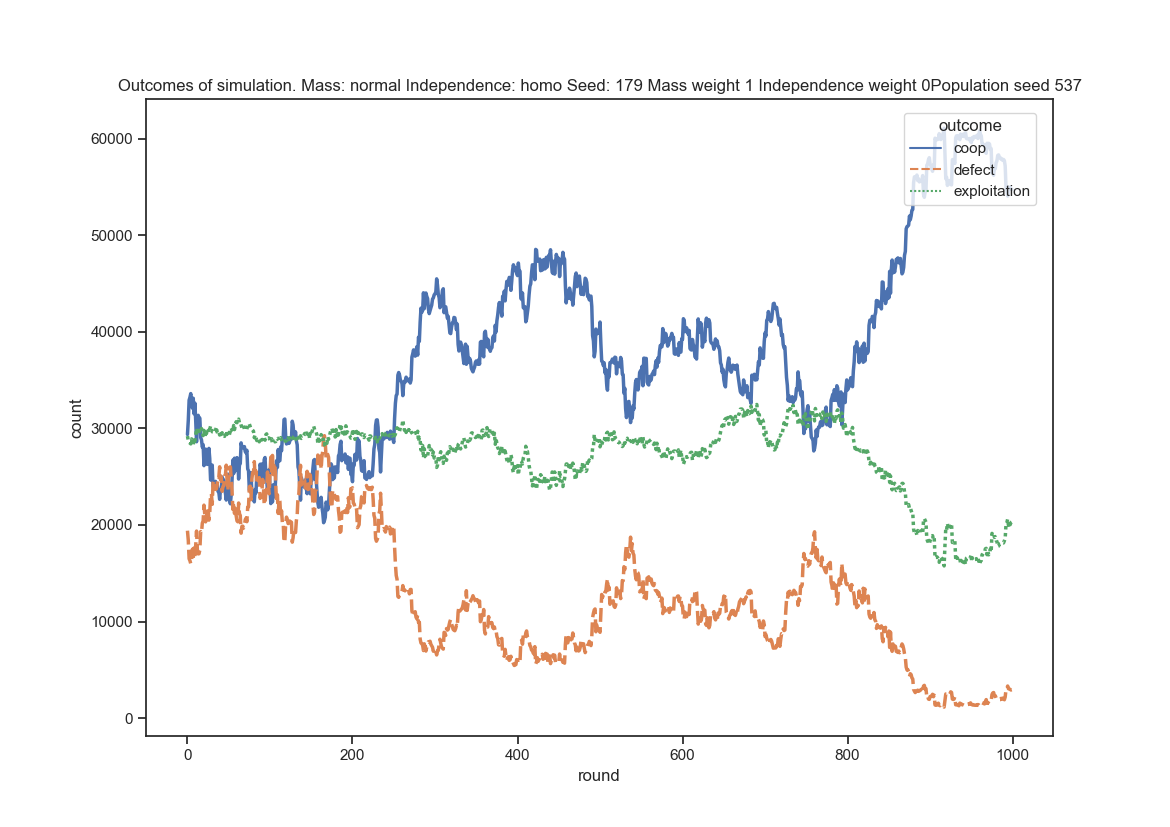 Outcomes of simulation. Mass: normal Independence: homo Seed: 179 Mass weight 1 Independence weight 0Population seed 537
outcome
coop
defect
exploitation
60000
50000
40000
30000
20000
10000
0
count
0 200 400 600 800 1000
round